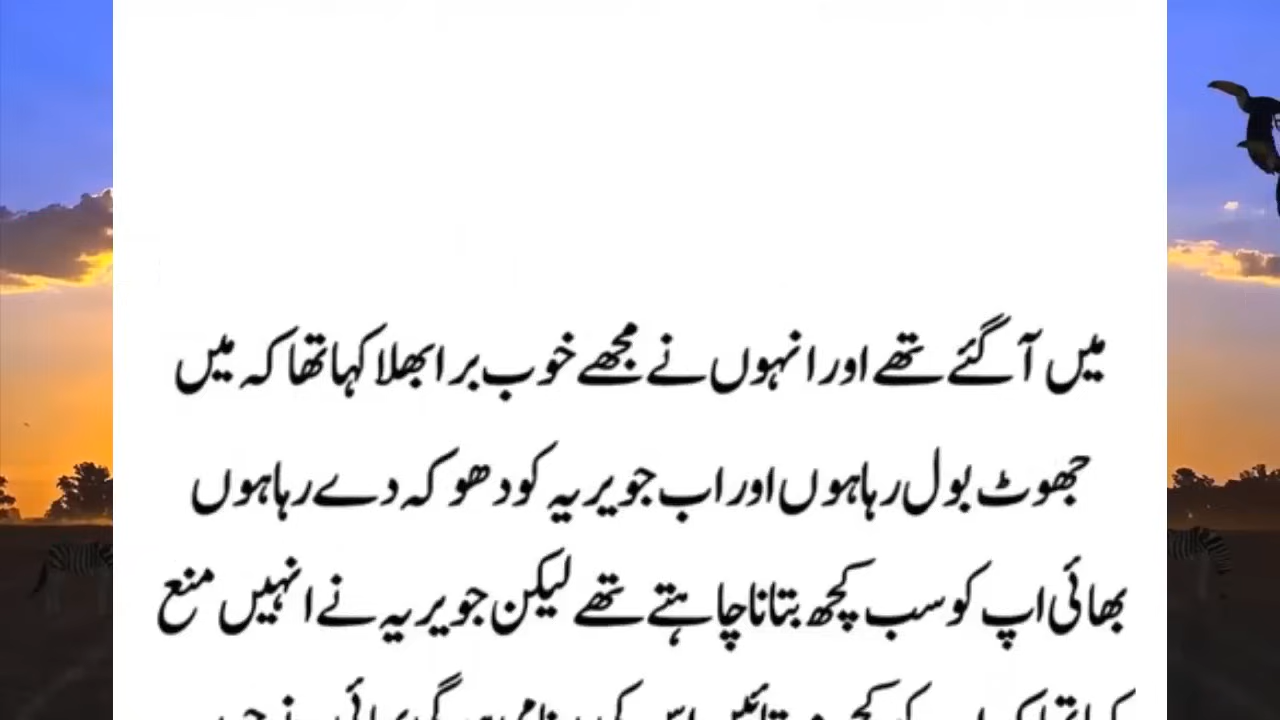 میں آ گئے تھے اور انہوں نے مجھے خوب برا بھلا کہا تھا کہ میں
جھوٹ بول رہا ہوں اور اب جویریہ کو دھوکہ دے رہا ہوں
بھائی اپ کو سب کچھ بتانا چاہتے تھے لیکن جویریہ نے انہیں منع